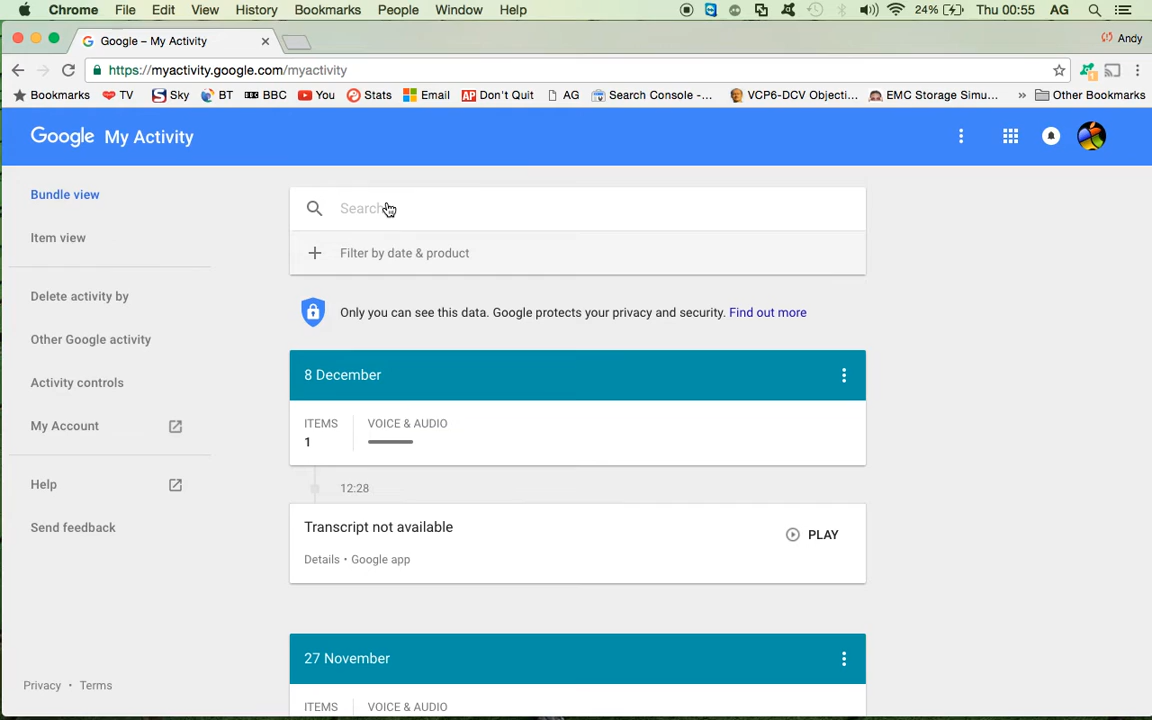 Chrome File Edit View History Bookmarks People Window Help 24% Thu 00:55 AG
Google – My Activity Andy
https://myactivity.google.com/myactivity
Bookmarks TV Sky BT BBC You Stats Email Don't Quit AG Search Console -... VCP6-DCV Objecti... EMC Storage Simu... » Other Bookmarks
Google My Activity
Bundle view
Item view
Delete activity by
Other Google activity
Activity controls
My Account
Help
Send feedback
Privacy • Terms
Search
Filter by date & product
Only you can see this data. Google protects your privacy and security. Find out more
8 December
ITEMS VOICE & AUDIO
1
12:28
Transcript not available
PLAY
Details • Google app
27 November
ITEMS VOICE & AUDIO